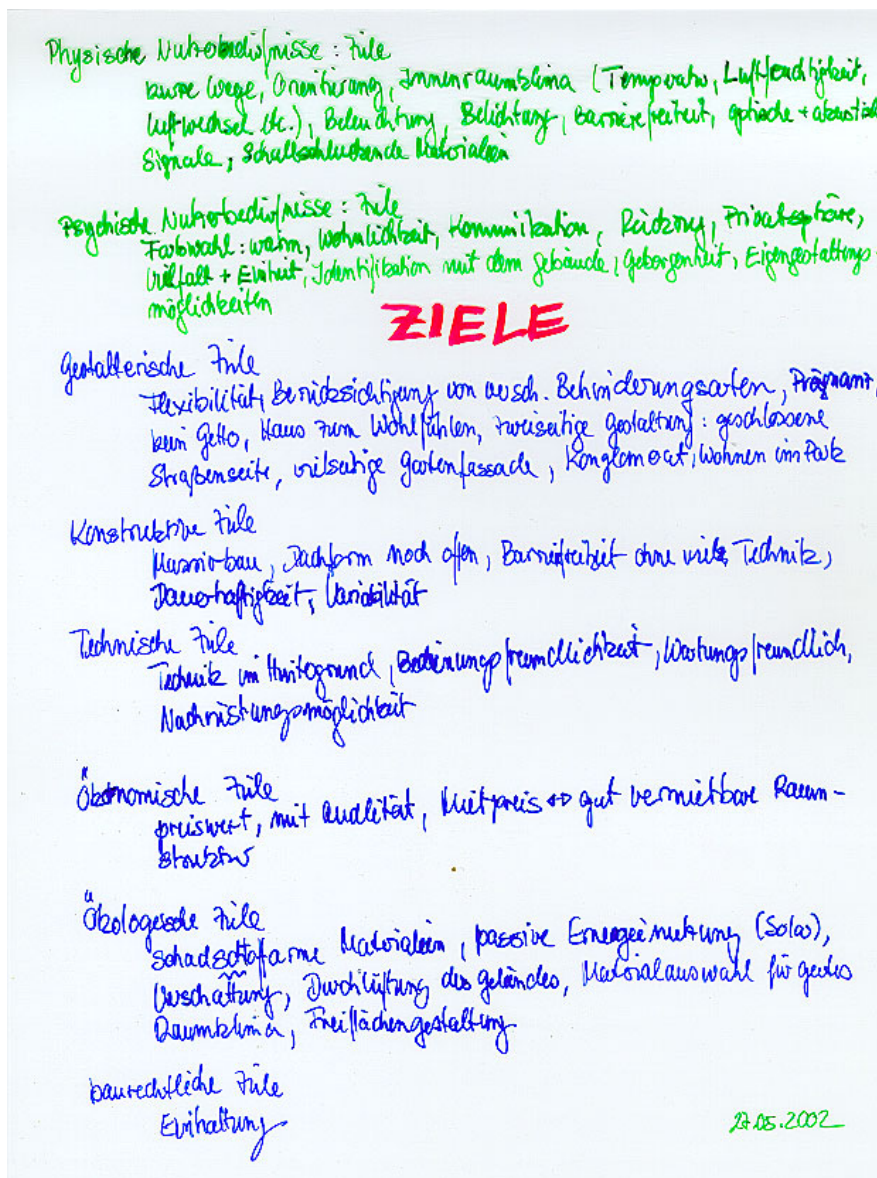 Physische Nutzerbedürfnisse : Ziele
kurze Wege, Orientierung, Innenraumklima (Temperatur, Luftfeuchtigkeit,
Luftwechsel etc.), Beleuchtung, Belichtung, Barrierefreiheit, optische + akustische
Signale, Schallschluckende Materialien
Psychische Nutzerbedürfnisse : Ziele
Farbwahl : warm, Wohnlichkeit, Kommunikation, Rückzug, Privatsphäre,
Vielfalt + Einheit, Identifikation mit dem Gebäude, Geborgenheit, Eigengestaltungs-
möglichkeiten
ZIELE
Gestalterische Ziele
Flexibilität, Berücksichtigung von versch. Behinderungsarten, Prägnanz,
kein Getto, Haus zum Wohlfühlen, zweiseitige Gestaltung : geschlossene
Straßenseite, vielseitige Gartenfassade, Konglomerat, Wohnen im Park
Konstruktive Ziele
Massivbau, Dachform noch offen, Barrierefreiheit ohne viel Technik,
Dauerhaftigkeit, Variabilität
Technische Ziele
Technik im Hintergrund, Bedienungsfreundlichkeit, Wartungsfreundlich,
Nachrüstungsmöglichkeit
Ökonomische Ziele
preiswert, mit Qualität, Mietpreis ↔ gut vermietbare Raum-
struktur
Ökologische Ziele
Schadstoffarme Materialien, passive Energienutzung (Solar),
Verschattung, Durchlüftung des Geländes, Materialauswahl für gutes
Raumklima, Freiflächengestaltung
baurechtliche Ziele
Einhaltung
27.05.2002